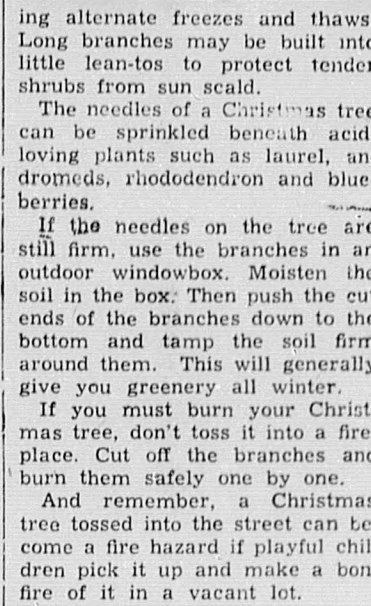 ing alternate freezes and thaws
Long branches may be built into
little lean-tos to protect tender
shrubs from sun scald.
The needles of a Christmas tree
can be sprinkled beneath acid
loving plants such as laurel, an
dromeds, rhododendron and blue
berries.
If the needles on the tree are
still firm, use the branches in an
outdoor windowbox. Moisten the
soil in the box. Then push the cut
ends of the branches down to the
bottom and tamp the soil firm
around them. This will generally
give you greenery all winter.
If you must burn your Christ
mas tree, don't toss it into a fire
place. Cut off the branches and
burn them safely one by one.
And remember, a Christmas
tree tossed into the street can be
come a fire hazard if playful chil
dren pick it up and make a bon
fire of it in a vacant lot.